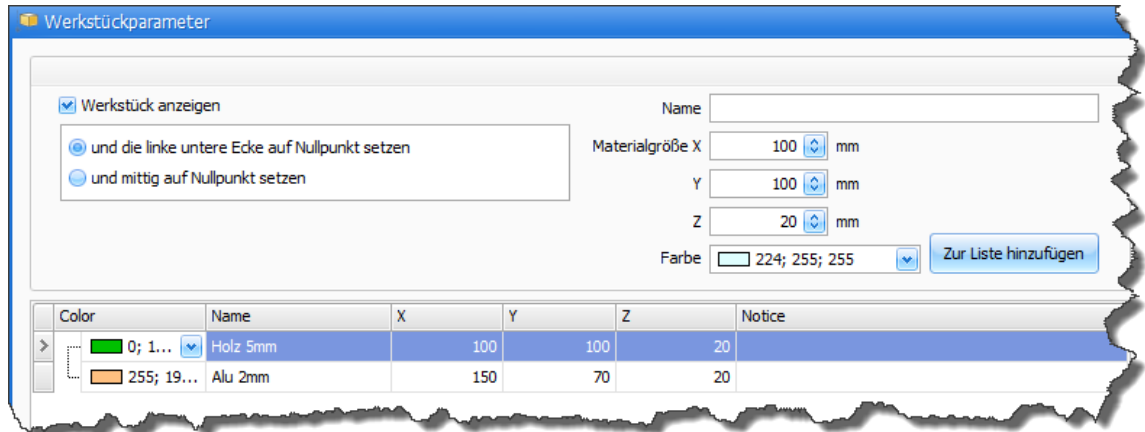 Werkstückparameter
Werkstück anzeigen
und die linke untere Ecke auf Nullpunkt setzen
und mittig auf Nullpunkt setzen
Name
Materialgröße X 100 mm
Y 100 mm
Z 20 mm
Farbe 224; 255; 255 Zur Liste hinzufügen
Color Name X Y Z Notice
0; 1... Holz 5mm 100 100 20
255; 19... Alu 2mm 150 70 20